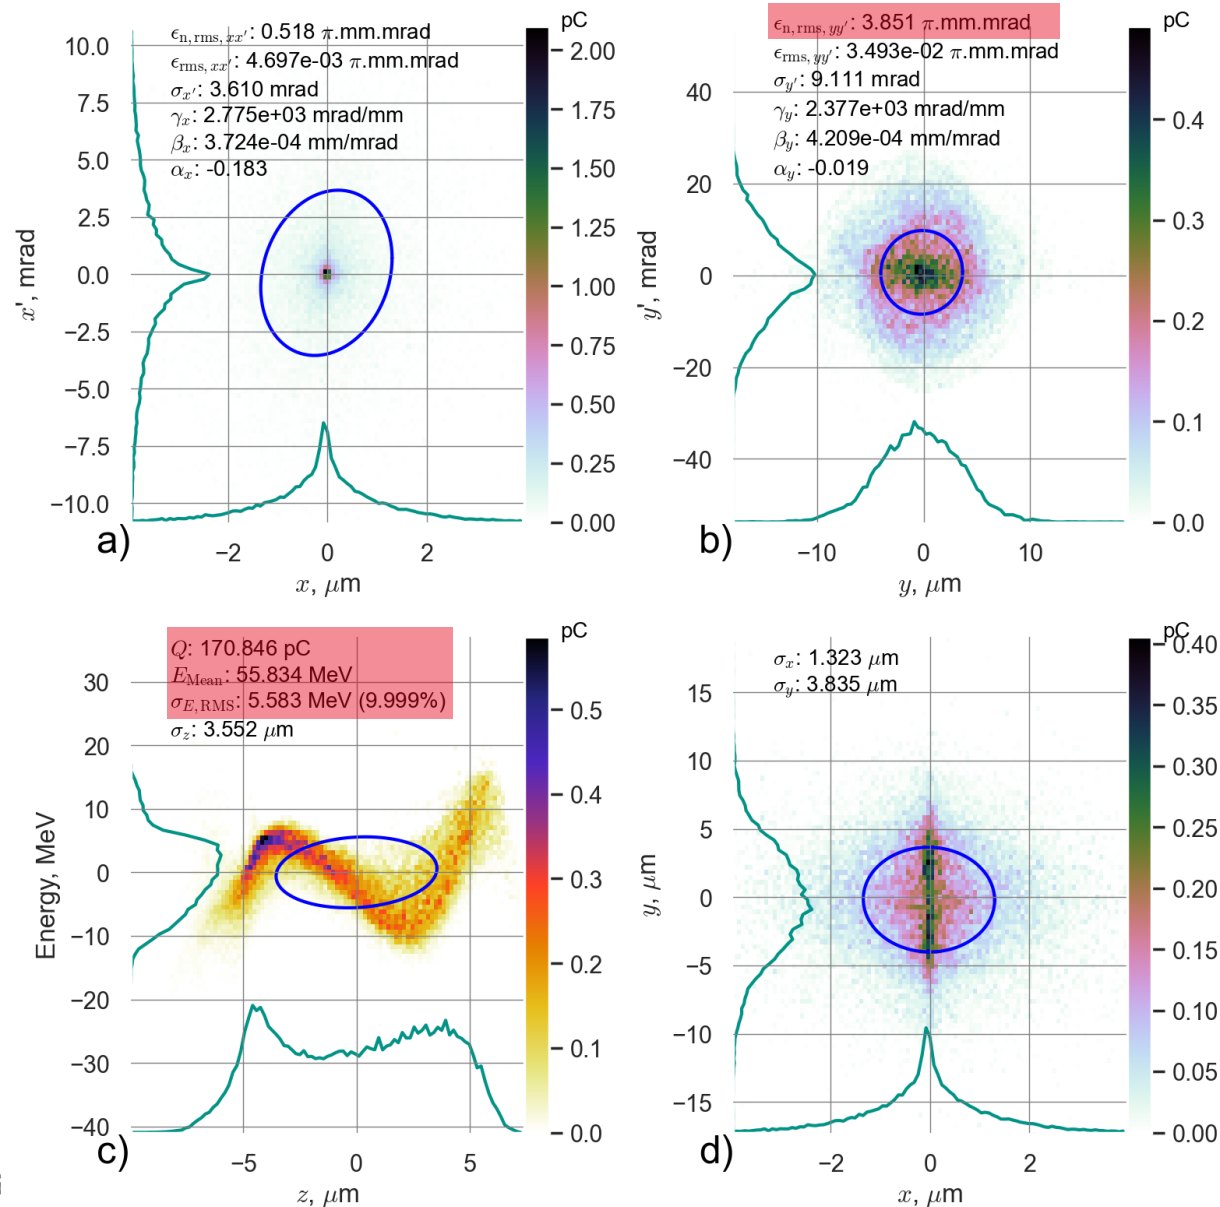 pC
ϵn,rms,xx′: 0.518 π.mm.mrad
ϵrms,xx′: 4.697e-03 π.mm.mrad
σx′: 3.610 mrad
γx: 2.775e+03 mrad/mm
βx: 3.724e-04 mm/mrad
αx: -0.183
10.0
7.5
5.0
2.5
0.0
−2.5
−5.0
−7.5
−10.0
x', mrad
2.00
1.75
1.50
1.25
1.00
0.75
0.50
0.25
0.00
a)
−2 0 2
x, μm
pC
ϵn,rms,yy′: 3.851 π.mm.mrad
ϵrms,yy′: 3.493e-02 π.mm.mrad
σy′: 9.111 mrad
γy: 2.377e+03 mrad/mm
βy: 4.209e-04 mm/mrad
αy: -0.019
40
20
0
−20
−40
y', mrad
0.4
0.3
0.2
0.1
0.0
b)
−10 0 10
y, μm
pC
Q: 170.846 pC
EMean: 55.834 MeV
σE,RMS: 5.583 MeV (9.999%)
σz: 3.552 μm
30
20
10
0
−10
−20
−30
−40
Energy, MeV
0.5
0.4
0.3
0.2
0.1
0.0
c)
−5 0 5
z, μm
pC
σx: 1.323 μm
σy: 3.835 μm
15
10
5
0
−5
−10
−15
y, μm
0.40
0.35
0.30
0.25
0.20
0.15
0.10
0.05
0.00
d)
−2 0 2
x, μm